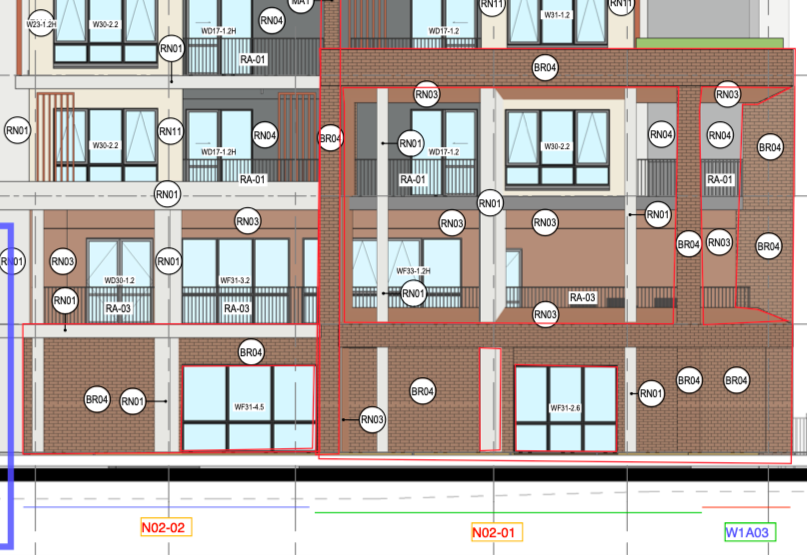 MAT
RN11
RN11
W23-1.2H
W30-2.2
WD17-1.2H
RN04
WD17-1.2
W31-1.2
RN01
RA-01
BR04
RN03
RN03
RN01
W30-2.2
RN11
WD17-1.2H
RN04
BR04
RN01
WD17-1.2
W30-2.2
RN04
RN04
BR04
RA-01
RA-01
RA-01
RN01
RN01
RN03
RN03
RN03
RN01
RN01
RN03
RN01
BR04
RN03
BR04
WD30-1.2
WF31-3.2
WF33-1.2H
RN01
RN01
RA-03
RA-03
RA-03
RN03
BR04
BR04
RN01
WF31-4.5
BR04
RN03
WF31-2.6
RN01
BR04
BR04
N02-02
N02-01
W1A03